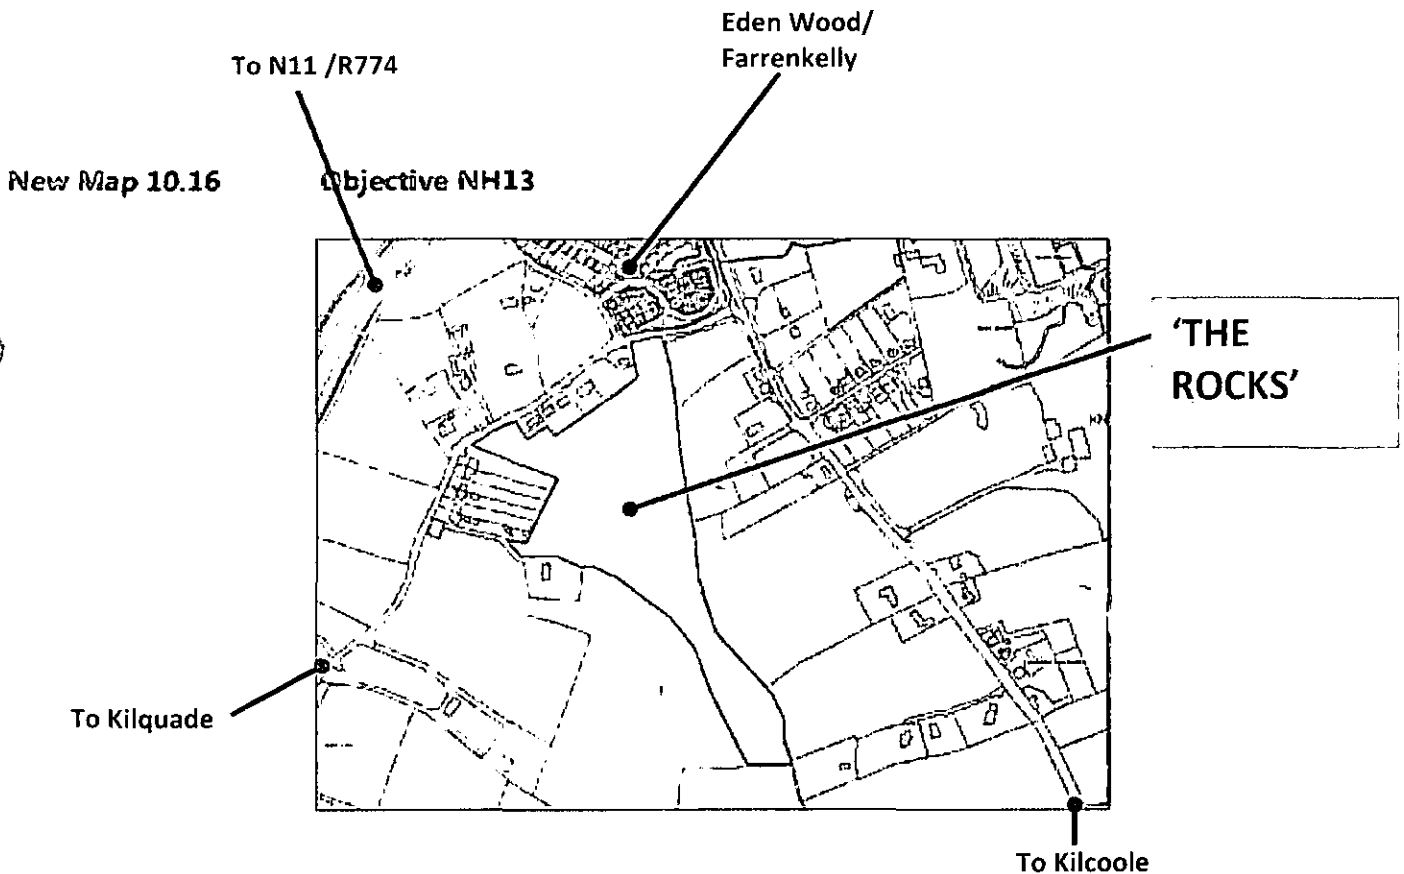 Eden Wood/
Farrenkelly
To N11 /R774
New Map 10.16 Objective NH13
'THE
ROCKS'
To Kilquade
To Kilcoole